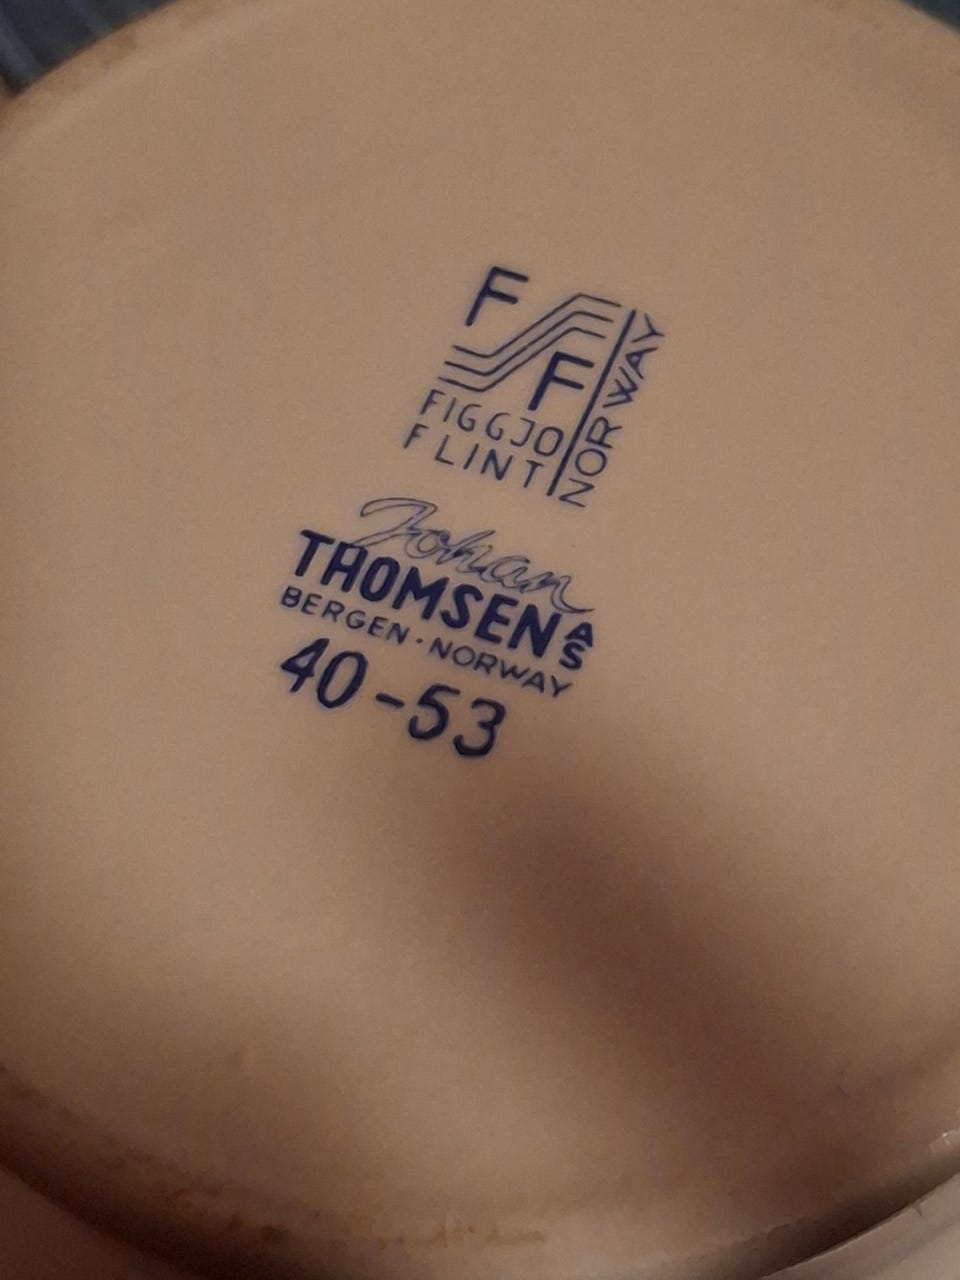 F
F
FIGGJO
FLINT
NORWAY
Johan
THOMSEN AS
BERGEN · NORWAY
40-53